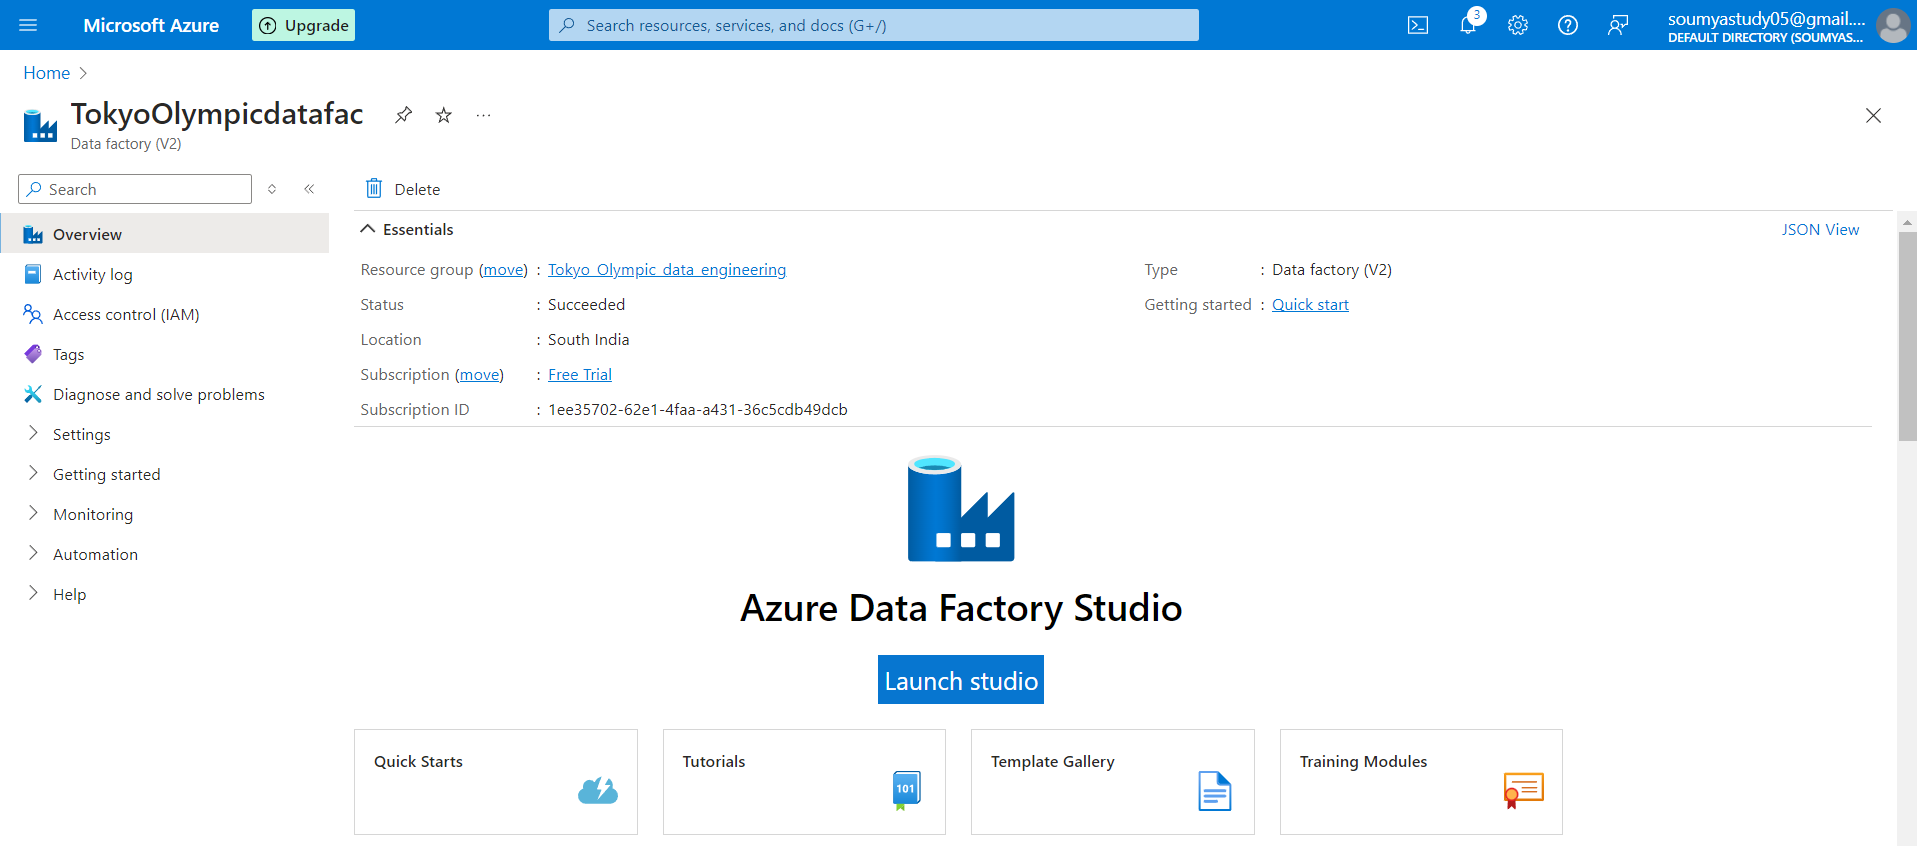 Microsoft Azure
Upgrade
Search resources, services, and docs (G+/)
3
soumyastudy05@gmail....
DEFAULT DIRECTORY (SOUMYAS...
Home
TokyoOlympicdatafac
...
Data factory (V2)
Search
Delete
Overview
Activity log
Access control (IAM)
Tags
Diagnose and solve problems
Settings
Getting started
Monitoring
Automation
Help
Essentials
JSON View
Resource group (move) : Tokyo_Olympic_data_engineering
Status : Succeeded
Location : South India
Subscription (move) : Free Trial
Subscription ID : 1ee35702-62e1-4faa-a431-36c5cdb49dcb
Type : Data factory (V2)
Getting started : Quick start
Azure Data Factory Studio
Launch studio
Quick Starts
Tutorials
101
Template Gallery
Training Modules